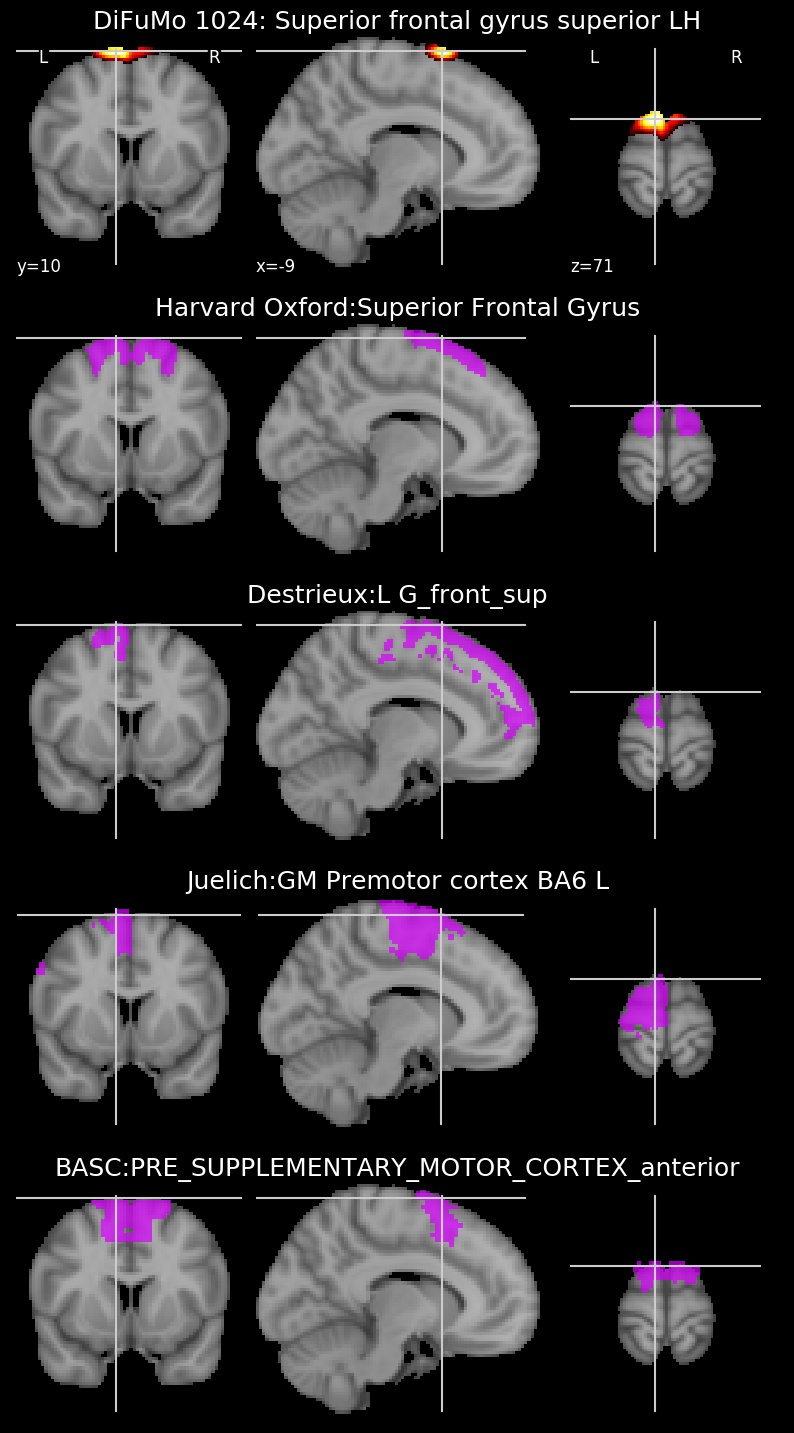 DiFuMo 1024: Superior frontal gyrus superior LH
L R L R
y=10 x=-9 z=71
Harvard Oxford:Superior Frontal Gyrus
Destrieux:L G_front_sup
Juelich:GM Premotor cortex BA6 L
BASC:PRE_SUPPLEMENTARY_MOTOR_CORTEX_anterior